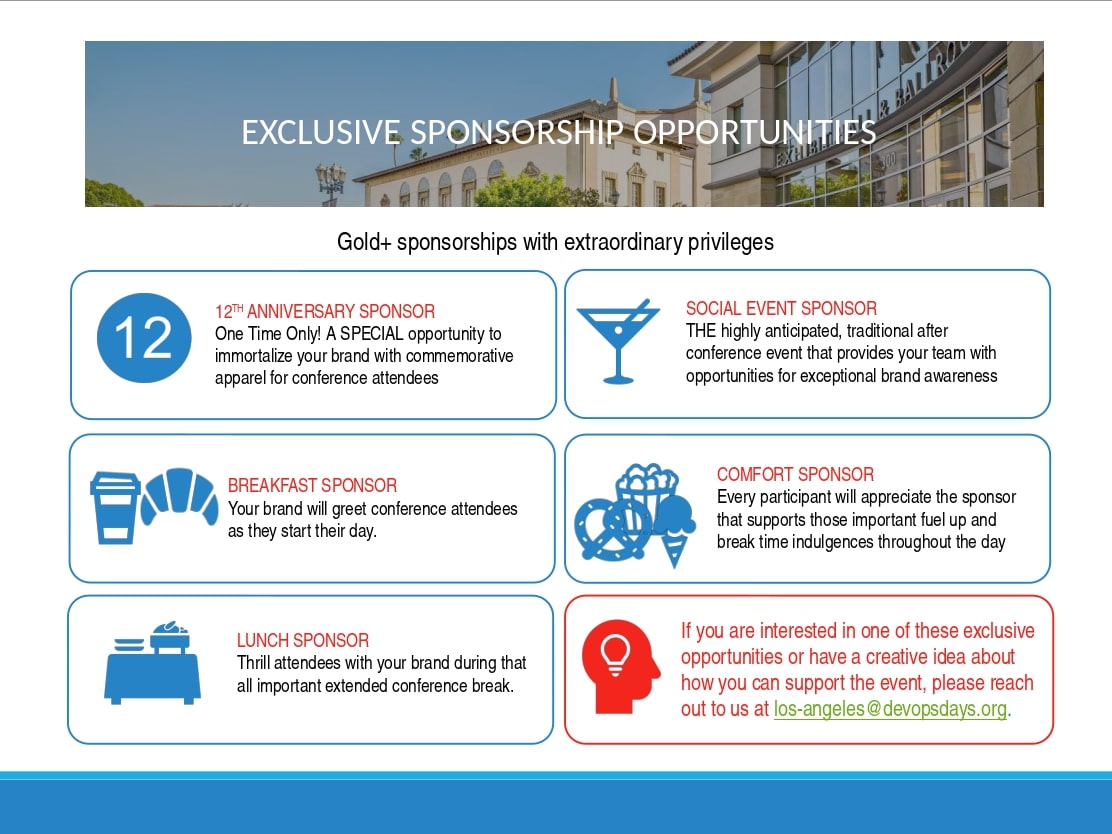 EXCLUSIVE SPONSORSHIP OPPORTUNITIES
EXHIBIT HALL & BALLROOM
300
Gold+ sponsorships with extraordinary privileges
12
12TH ANNIVERSARY SPONSOR
One Time Only! A SPECIAL opportunity to
immortalize your brand with commemorative
apparel for conference attendees
SOCIAL EVENT SPONSOR
THE highly anticipated, traditional after
conference event that provides your team with
opportunities for exceptional brand awareness
BREAKFAST SPONSOR
Your brand will greet conference attendees
as they start their day.
COMFORT SPONSOR
Every participant will appreciate the sponsor
that supports those important fuel up and
break time indulgences throughout the day
LUNCH SPONSOR
Thrill attendees with your brand during that
all important extended conference break.
If you are interested in one of these exclusive
opportunities or have a creative idea about
how you can support the event, please reach
out to us at los-angeles@devopsdays.org.